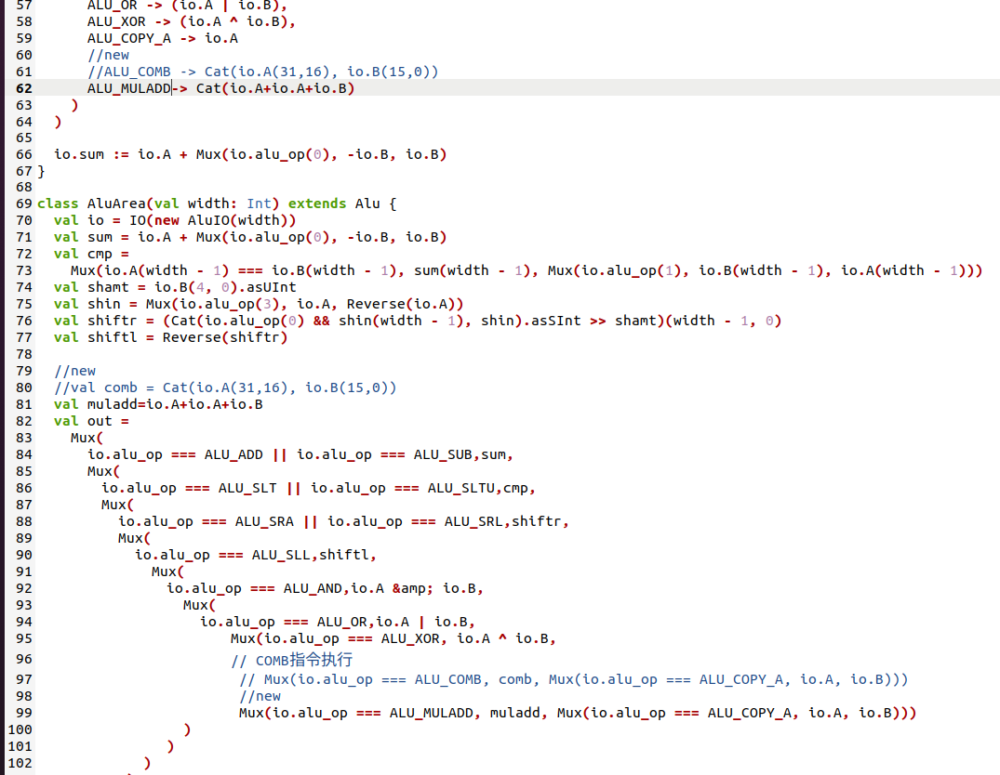 57 ALU_OR -> (io.A | io.B),
58 ALU_XOR -> (io.A ^ io.B),
59 ALU_COPY_A -> io.A
60 //new
61 //ALU_COMB -> Cat(io.A(31,16), io.B(15,0))
62 ALU_MULADD-> Cat(io.A+io.A+io.B)
63 )
64 )
65
66 io.sum := io.A + Mux(io.alu_op(0), -io.B, io.B)
67 }
68
69 class AluArea(val width: Int) extends Alu {
70 val io = IO(new AluIO(width))
71 val sum = io.A + Mux(io.alu_op(0), -io.B, io.B)
72 val cmp =
73 Mux(io.A(width - 1) === io.B(width - 1), sum(width - 1), Mux(io.alu_op(1), io.B(width - 1), io.A(width - 1)))
74 val shamt = io.B(4, 0).asUInt
75 val shin = Mux(io.alu_op(3), io.A, Reverse(io.A))
76 val shiftr = (Cat(io.alu_op(0) && shin(width - 1), shin).asSInt >> shamt)(width - 1, 0)
77 val shiftl = Reverse(shiftr)
78
79 //new
80 //val comb = Cat(io.A(31,16), io.B(15,0))
81 val muladd=io.A+io.A+io.B
82 val out =
83 Mux(
84 io.alu_op === ALU_ADD || io.alu_op === ALU_SUB,sum,
85 Mux(
86 io.alu_op === ALU_SLT || io.alu_op === ALU_SLTU,cmp,
87 Mux(
88 io.alu_op === ALU_SRA || io.alu_op === ALU_SRL,shiftr,
89 Mux(
90 io.alu_op === ALU_SLL,shiftl,
91 Mux(
92 io.alu_op === ALU_AND,io.A &amp; io.B,
93 Mux(
94 io.alu_op === ALU_OR,io.A | io.B,
95 Mux(io.alu_op === ALU_XOR, io.A ^ io.B,
96 // COMB指令执行
97 // Mux(io.alu_op === ALU_COMB, comb, Mux(io.alu_op === ALU_COPY_A, io.A, io.B)))
98 //new
99 Mux(io.alu_op === ALU_MULADD, muladd, Mux(io.alu_op === ALU_COPY_A, io.A, io.B)))
100 )
101 )
102 )